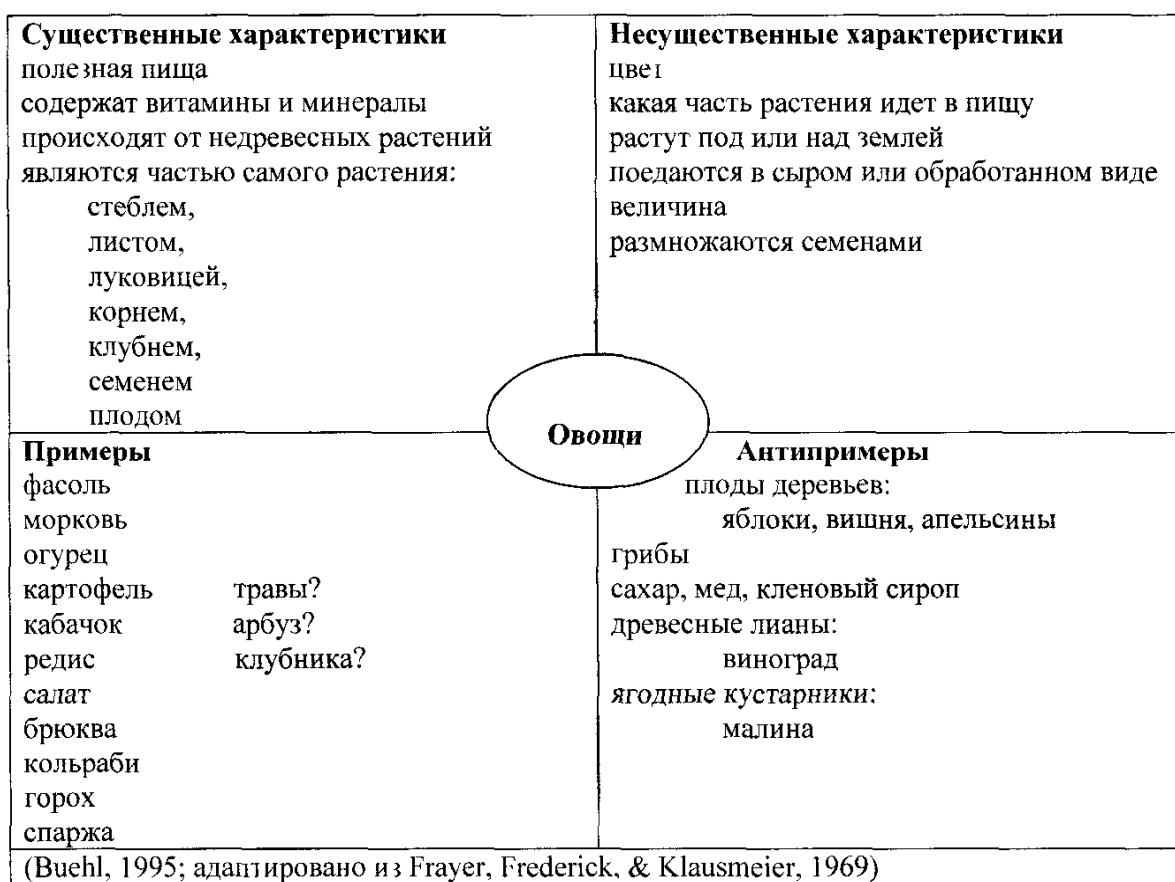 Существенные характеристики
полезная пища
содержат витамины и минералы
происходят от недревесных растений
являются частью самого растения:
стеблем,
листом,
луковицей,
корнем,
клубнем,
семенем
плодом
Несущественные характеристики
цвет
какая часть растения идет в пищу
растут под или над землей
поедаются в сыром или обработанном виде
величина
размножаются семенами
Овощи
Примеры
фасоль
морковь
огурец
картофель травы?
кабачок арбуз?
редис клубника?
салат
брюква
кольраби
горох
спаржа
Антипримеры
плоды деревьев:
яблоки, вишня, апельсины
грибы
сахар, мед, кленовый сироп
древесные лианы:
виноград
ягодные кустарники:
малина
(Buehl, 1995; адаптировано из Frayer, Frederick, & Klausmeier, 1969)